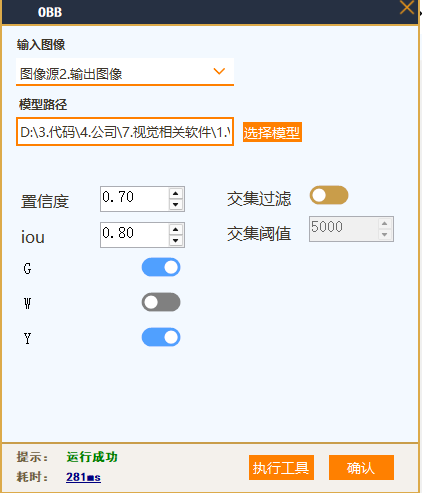 OBB
输入图像
图像源2.输出图像
模型路径
D:\3.代码\4.公司\7.视觉相关软件\1.\ 选择模型
置信度 0.70 交集过滤
iou 0.80 交集阈值 5000
G
W
Y
提示: 运行成功
耗时: 281ms
执行工具 确认